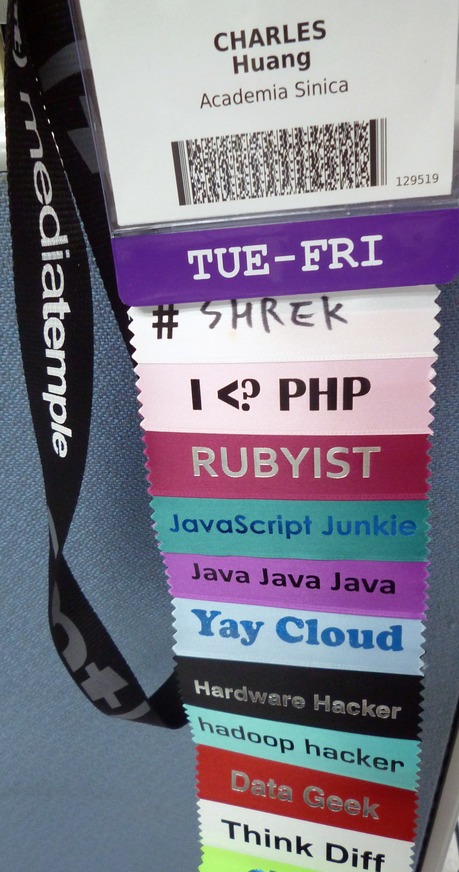 CHARLES
Huang
Academia Sinica
129519
mediatemple
TUE-FRI
# SHREK
I <? PHP
RUBYIST
JavaScript Junkie
Java Java Java
Yay Cloud
Hardware Hacker
hadoop hacker
Data Geek
Think Diff